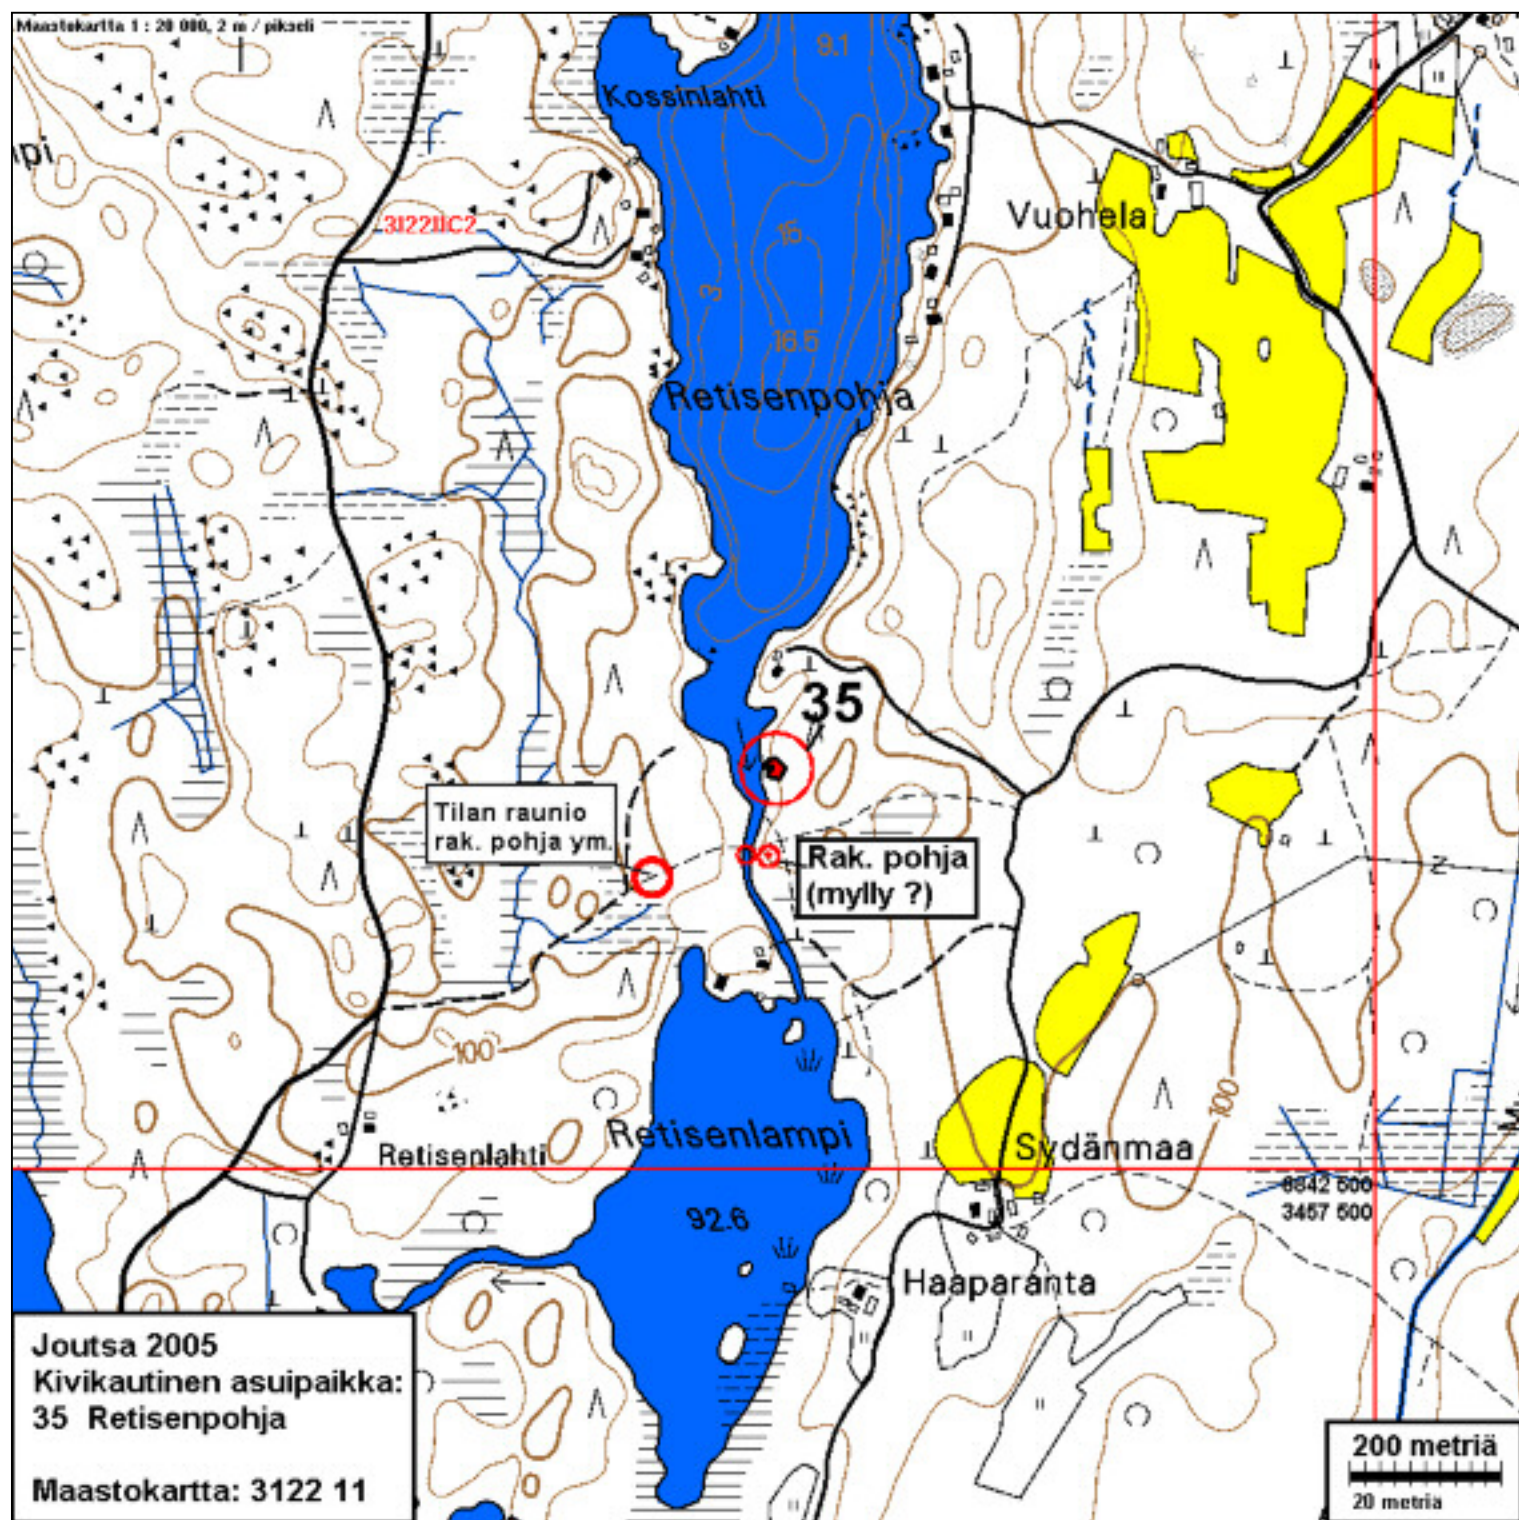 Maastokartta 1 : 20 000, 2 m / pikseli
9.1
Kossinlahti
Vuohela
312211C2
15
3
16.5
Retisenpohja
35
Tilan raunio
rak. pohja ym.
Rak. pohja
(mylly ?)
100
100
Retisenlahti
Retisenlampi
Sydänmaa
92.6
6842 500
3457 500
Haaparanta
Joutsa 2005
Kivikautinen asuipaikka:
35 Retisenpohja
Maastokartta: 3122 11
200 metriä
20 metriä